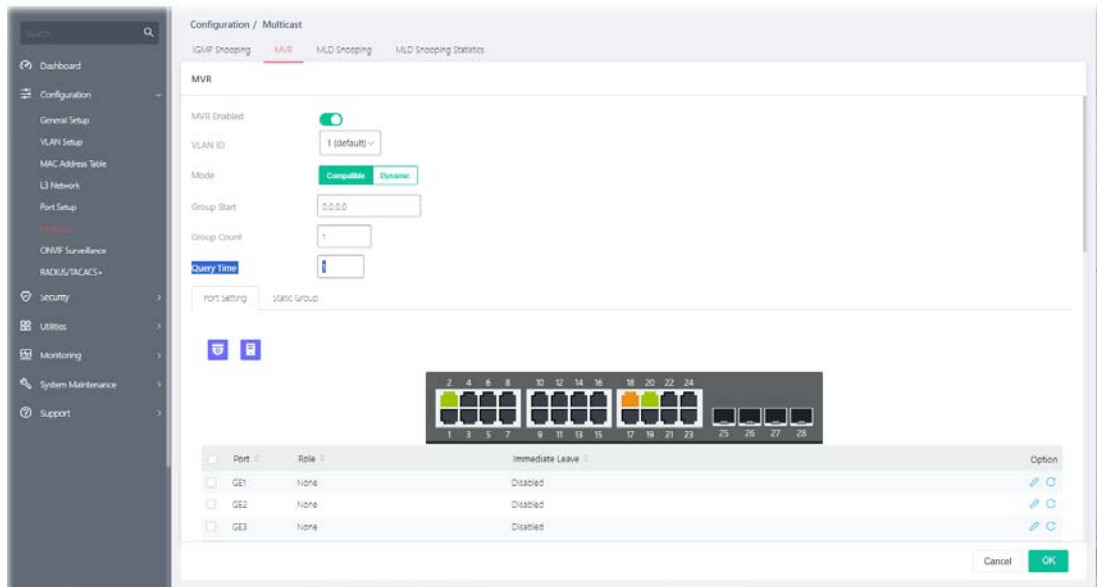 Search
Dashboard
Configuration
General Setup
VLAN Setup
MAC Address Table
L3 Network
Port Setup
Multicast
ONVIF Surveillance
RADIUS/TACACS+
Security
Utilities
Monitoring
System Maintenance
Support
Configuration / Multicast
IGMP Snooping MVR MLD Snooping MLD Snooping Statistics
MVR
MVR Enabled
VLAN ID 1 (default)
Mode Compatible Dynamic
Group Start 0.0.0.0
Group Count 1
Query Time 1
Port Setting Static Group
2 4 6 8 10 12 14 16 18 20 22 24
1 3 5 7 9 11 13 15 17 19 21 23 25 26 27 28
Port Role Immediate Leave Option
GE1 None Disabled
GE2 None Disabled
GE3 None Disabled
Cancel OK